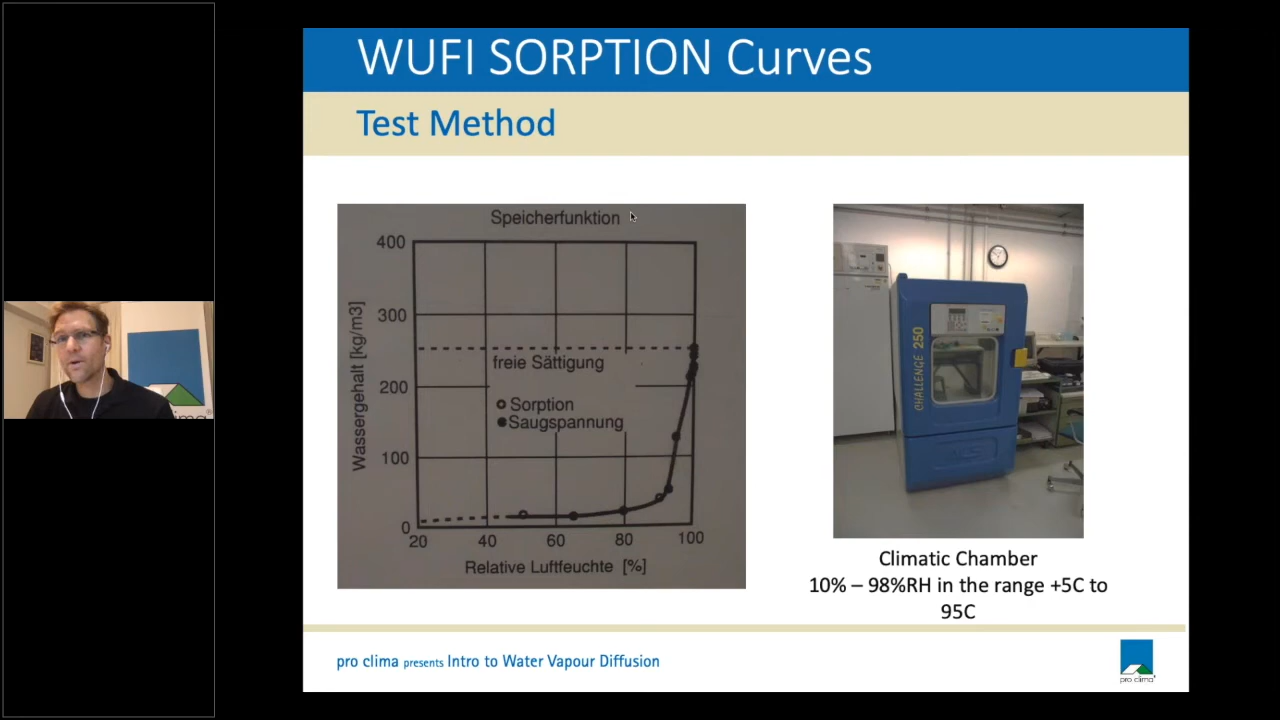 WUFI SORPTION Curves
Test Method
Speicherfunktion
400
300
200
100
0
Wassergehalt [kg/m3]
freie Sättigung
Sorption
Saugspannung
20 40 60 80 100
Relative Luftfeuchte [%]
CHALLENGE 250
Climatic Chamber
10% – 98%RH in the range +5C to
95C
pro clima presents Intro to Water Vapour Diffusion
pro clima